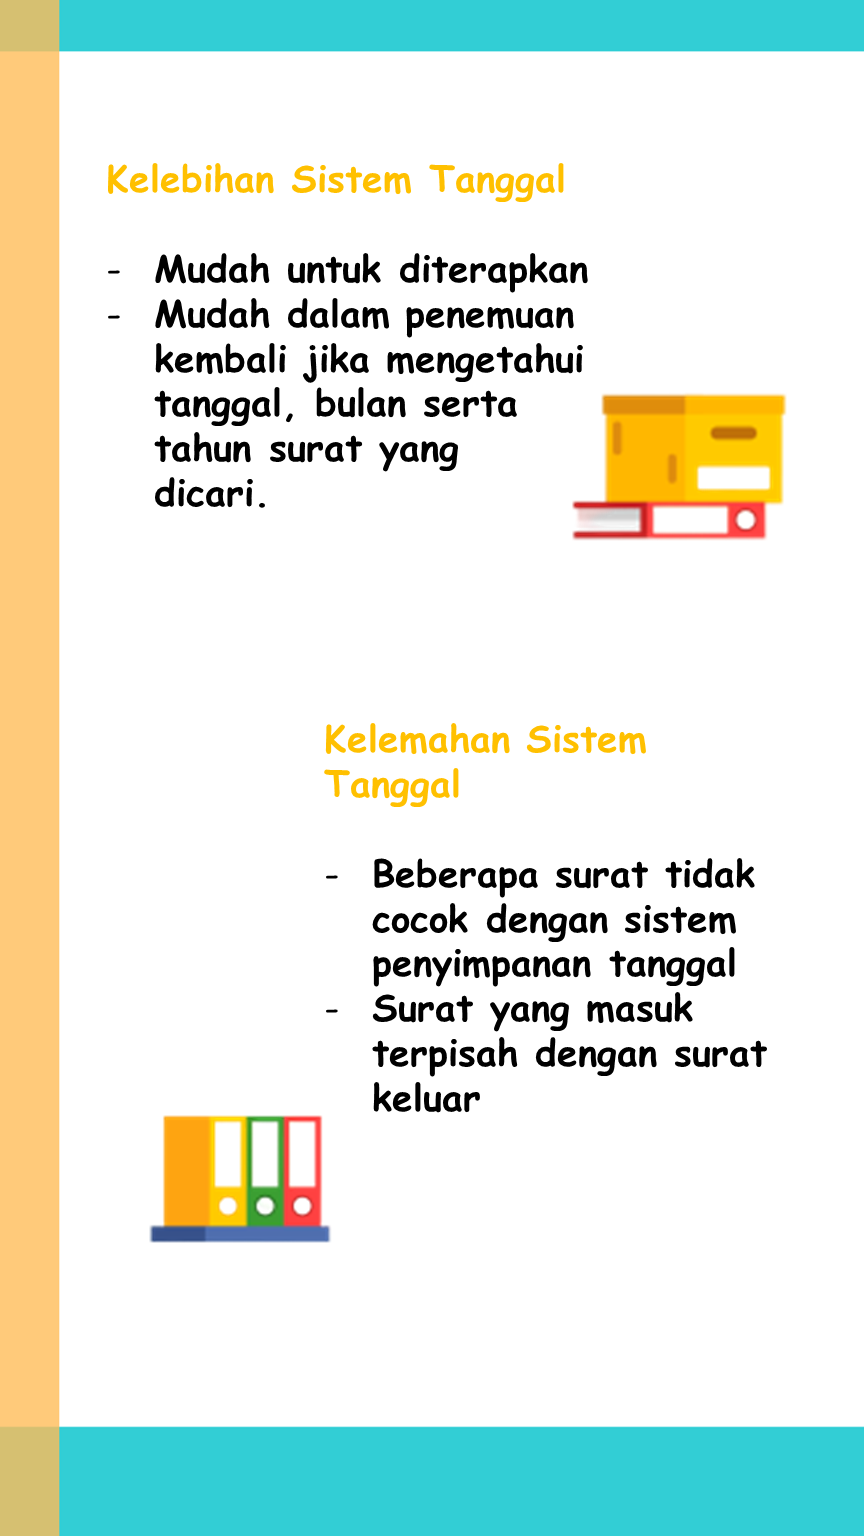 Kelebihan Sistem Tanggal
- Mudah untuk diterapkan
- Mudah dalam penemuan
kembali jika mengetahui
tanggal, bulan serta
tahun surat yang
dicari.
Kelemahan Sistem
Tanggal
- Beberapa surat tidak
cocok dengan sistem
penyimpanan tanggal
- Surat yang masuk
terpisah dengan surat
keluar